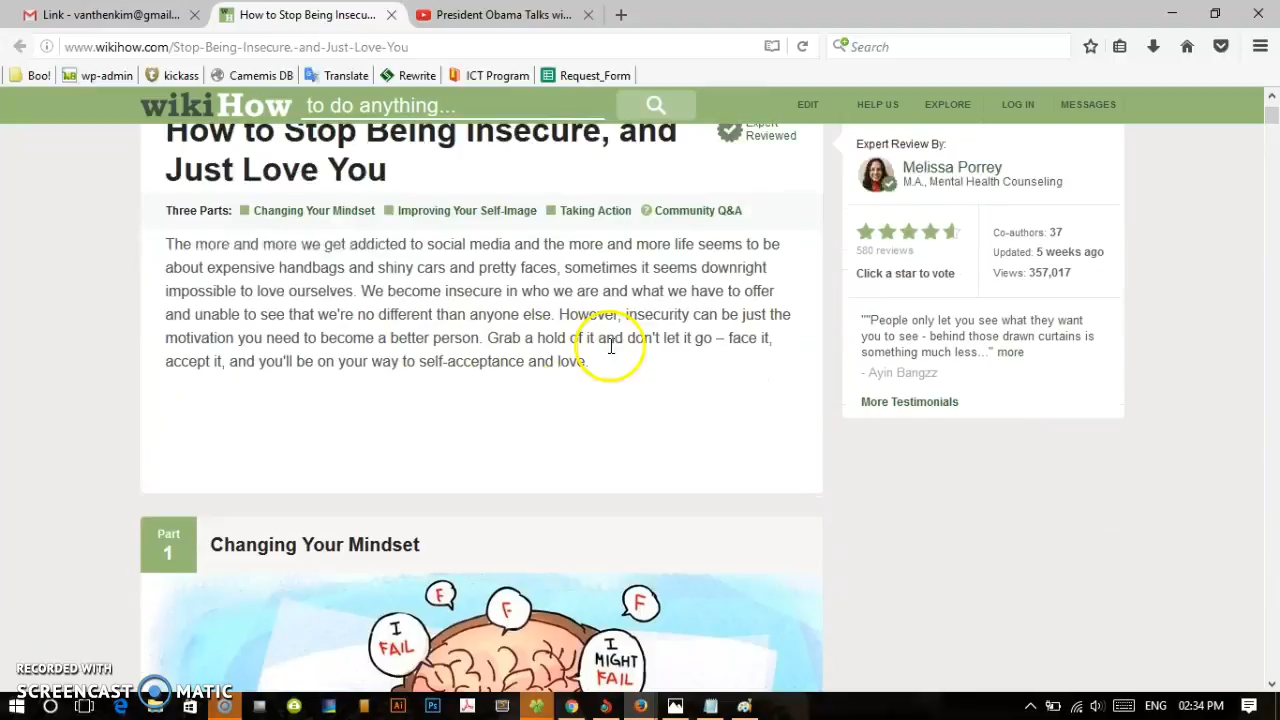 Link - vanthenkim@gmail...
How to Stop Being Insecu...
President Obama Talks wi...
www.wikihow.com/Stop-Being-Insecure.-and-Just-Love-You
Search
Boo!
wp-admin
kickass
Camemis DB
Translate
Rewrite
ICT Program
Request_Form
wikiHow to do anything...
EDIT
HELP US
EXPLORE
LOG IN
MESSAGES
How to Stop Being Insecure, and
Just Love You
Expert
Reviewed
Three Parts: Changing Your Mindset Improving Your Self-Image Taking Action Community Q&A
The more and more we get addicted to social media and the more and more life seems to be
about expensive handbags and shiny cars and pretty faces, sometimes it seems downright
impossible to love ourselves. We become insecure in who we are and what we have to offer
and unable to see that we're no different than anyone else. However, insecurity can be just the
motivation you need to become a better person. Grab a hold of it and don't let it go – face it,
accept it, and you'll be on your way to self-acceptance and love.
Expert Review By:
Melissa Porrey
M.A., Mental Health Counseling
580 reviews
Click a star to vote
Co-authors: 37
Updated: 5 weeks ago
Views: 357,017
""People only let you see what they want
you to see - behind those drawn curtains is
something much less..." more
- Ayin Bangzz
More Testimonials
Part
1
Changing Your Mindset
F
F
F
I
FAIL
I
MIGHT
FAIL
RECORDED WITH
SCREENCAST MATIC
Ai
Ps
ENG
02:34 PM